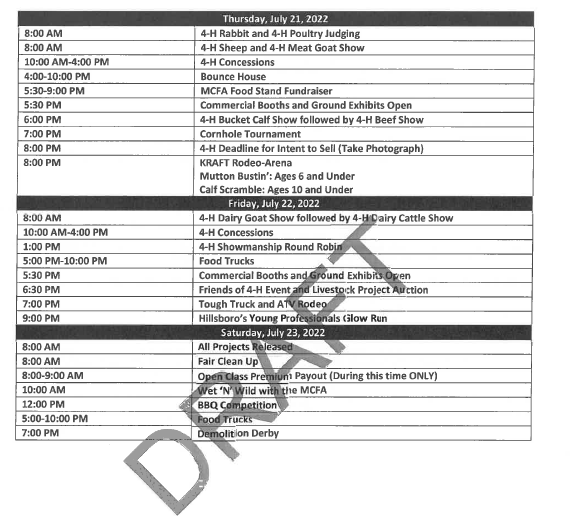 Thursday, July 21, 2022
8:00 AM 4-H Rabbit and 4-H Poultry Judging
8:00 AM 4-H Sheep and 4-H Meat Goat Show
10:00 AM-4:00 PM 4-H Concessions
4:00-10:00 PM Bounce House
5:30-9:00 PM MCFA Food Stand Fundraiser
5:30 PM Commercial Booths and Ground Exhibits Open
6:00 PM 4-H Bucket Calf Show followed by 4-H Beef Show
7:00 PM Cornhole Tournament
8:00 PM 4-H Deadline for Intent to Sell (Take Photograph)
8:00 PM KRAFT Rodeo-Arena
Mutton Bustin': Ages 6 and Under
Calf Scramble: Ages 10 and Under
Friday, July 22, 2022
8:00 AM 4-H Dairy Goat Show followed by 4-H Dairy Cattle Show
10:00 AM-4:00 PM 4-H Concessions
1:00 PM 4-H Showmanship Round Robin
5:00 PM-10:00 PM Food Trucks
5:30 PM Commercial Booths and Ground Exhibits Open
6:30 PM Friends of 4-H Event and Livestock Project Auction
7:00 PM Tough Truck and ATV Rodeo
9:00 PM Hillsboro's Young Professionals Glow Run
Saturday, July 23, 2022
8:00 AM All Projects Released
8:00 AM Fair Clean Up
8:00-9:00 AM Open Class Premium Payout (During this time ONLY)
10:00 AM Wet 'N' Wild with the MCFA
12:00 PM BBQ Competition
5:00-10:00 PM Food Trucks
7:00 PM Demolition Derby
DRAFT